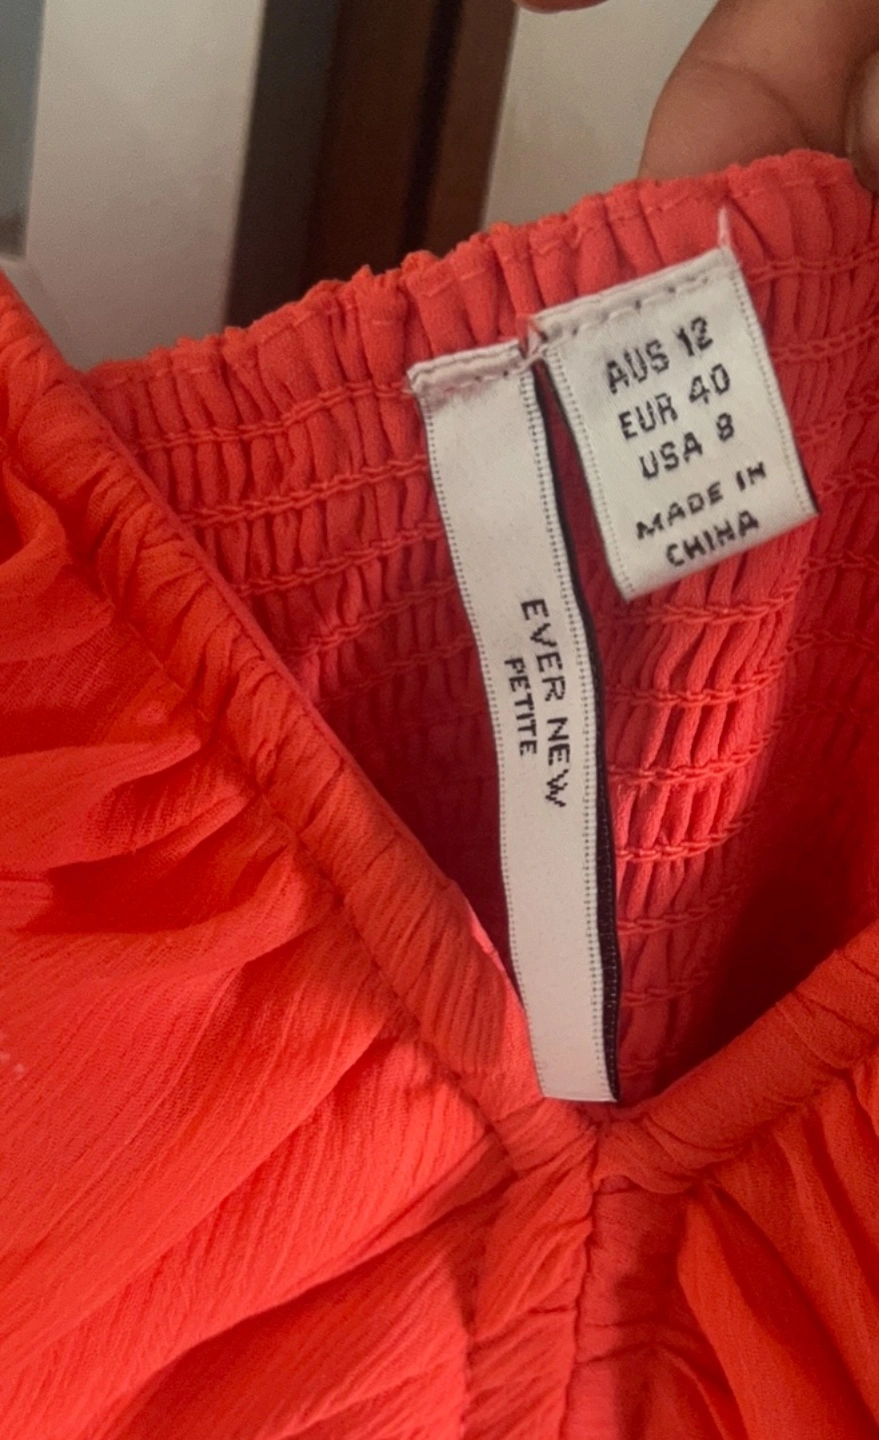 AUS 12
EUR 40
USA 8
MADE IN
CHINA
EVER NEW
PETITE